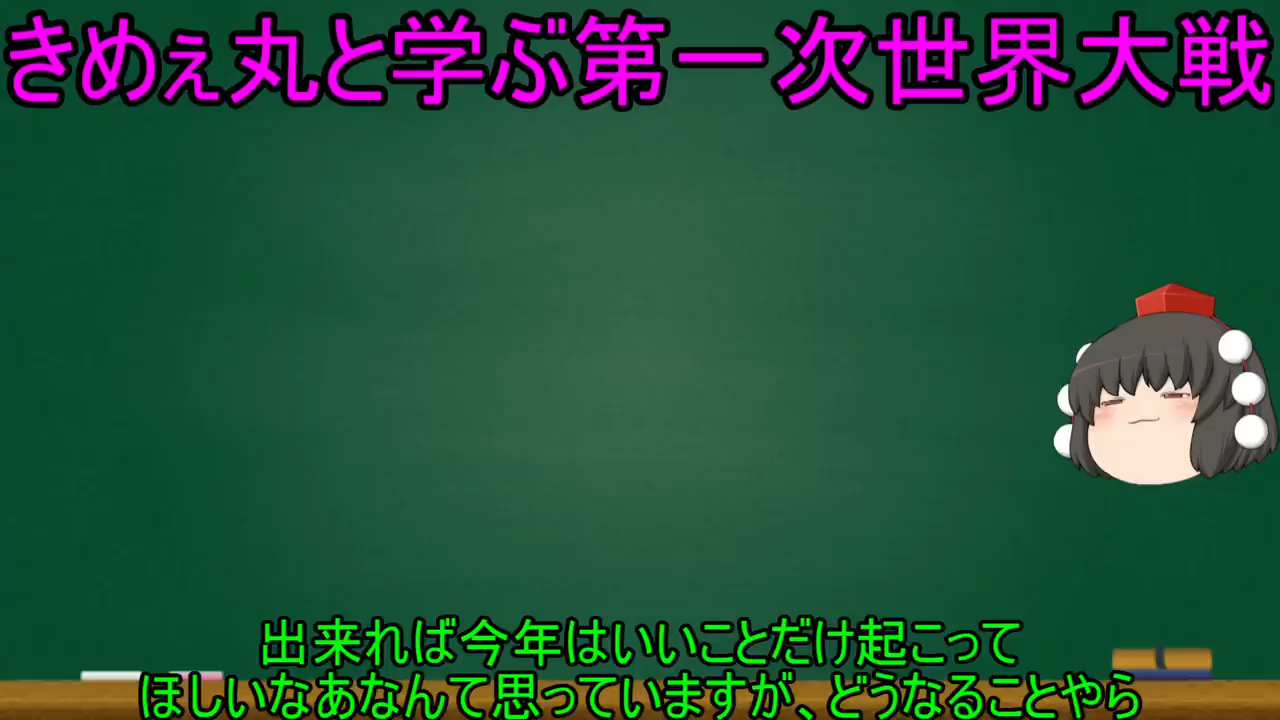 きめぇ丸と学ぶ第一次世界大戦
出来れば今年はいいことだけ起こって
ほしいなあなんて思っていますが、どうなることやら